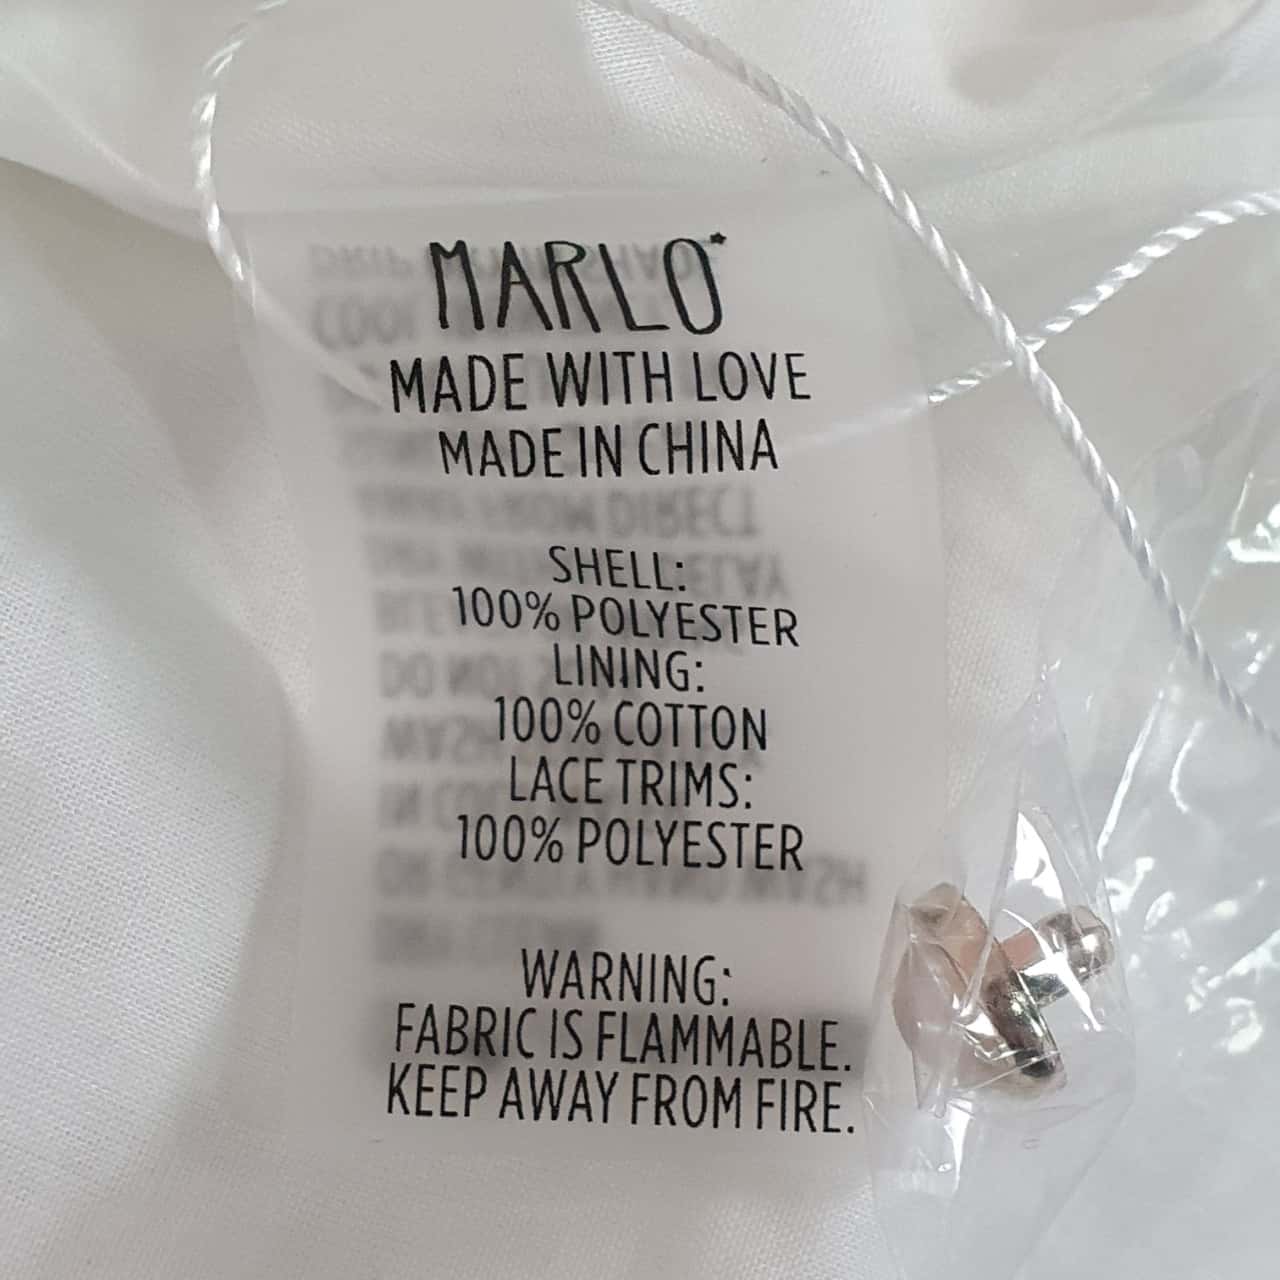 MARLO*
MADE WITH LOVE
MADE IN CHINA
SHELL:
100% POLYESTER
LINING:
100% COTTON
LACE TRIMS:
100% POLYESTER
WARNING:
FABRIC IS FLAMMABLE.
KEEP AWAY FROM FIRE.